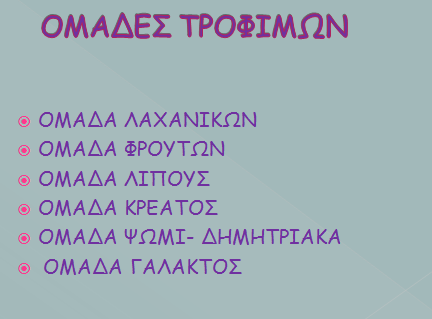 ΟΜΑΔΕΣ ΤΡΟΦΙΜΩΝ
ΟΜΑΔΑ ΛΑΧΑΝΙΚΩΝ
ΟΜΑΔΑ ΦΡΟΥΤΩΝ
ΟΜΑΔΑ ΛΙΠΟΥΣ
ΟΜΑΔΑ ΚΡΕΑΤΟΣ
ΟΜΑΔΑ ΨΩΜΙ- ΔΗΜΗΤΡΙΑΚΑ
ΟΜΑΔΑ ΓΑΛΑΚΤΟΣ